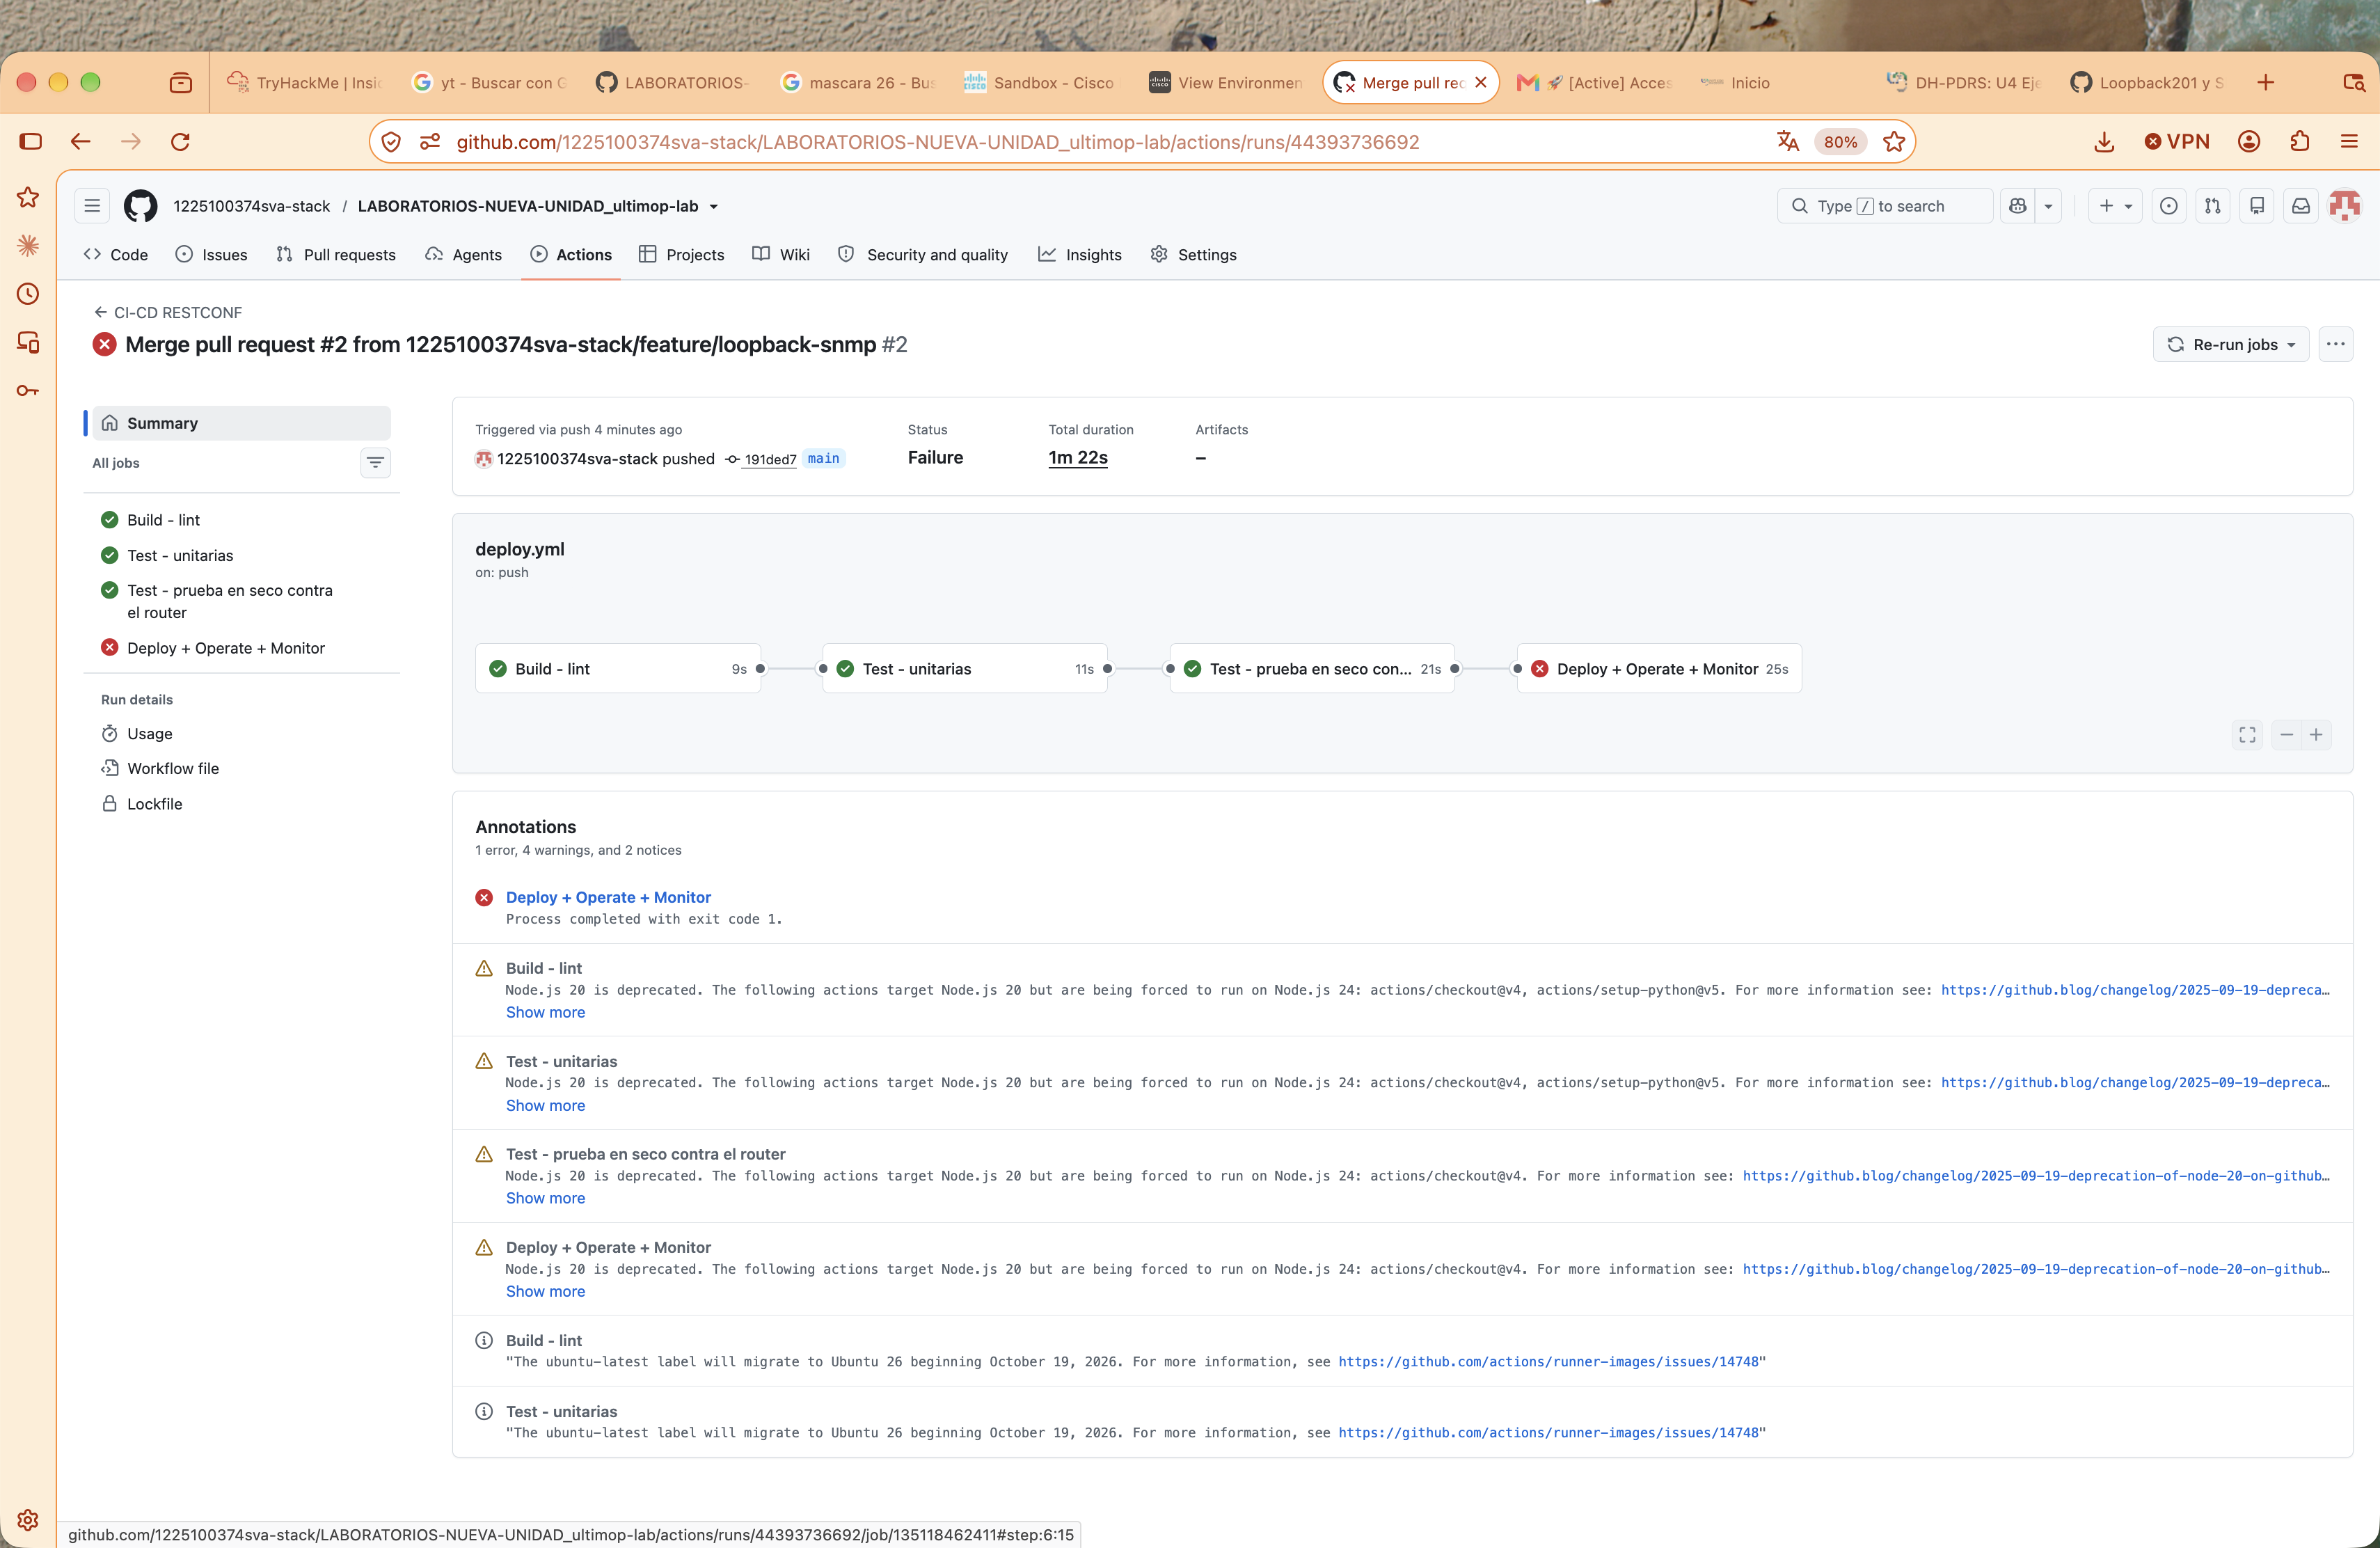 TryHackMe | Insi
yt - Buscar con G
LABORATORIOS-
mascara 26 - Bus
Sandbox - Cisco
View Environmen
Merge pull rec
[Active] Acces
Inicio
DH-PDRS: U4 Eje
Loopback201 y S
github.com/1225100374sva-stack/LABORATORIOS-NUEVA-UNIDAD_ultimop-lab/actions/runs/44393736692
80%
VPN
1225100374sva-stack / LABORATORIOS-NUEVA-UNIDAD_ultimop-lab
Type / to search
Code
Issues
Pull requests
Agents
Actions
Projects
Wiki
Security and quality
Insights
Settings
CI-CD RESTCONF
Merge pull request #2 from 1225100374sva-stack/feature/loopback-snmp #2
Re-run jobs
Summary
All jobs
Build - lint
Test - unitarias
Test - prueba en seco contra
el router
Deploy + Operate + Monitor
Run details
Usage
Workflow file
Lockfile
Triggered via push 4 minutes ago
1225100374sva-stack pushed 191ded7 main
Status
Failure
Total duration
1m 22s
Artifacts
–
deploy.yml
on: push
Build - lint 9s
Test - unitarias 11s
Test - prueba en seco con... 21s
Deploy + Operate + Monitor 25s
Annotations
1 error, 4 warnings, and 2 notices
Deploy + Operate + Monitor
Process completed with exit code 1.
Build - lint
Node.js 20 is deprecated. The following actions target Node.js 20 but are being forced to run on Node.js 24: actions/checkout@v4, actions/setup-python@v5. For more information see: https://github.blog/changelog/2025-09-19-depreca…
Show more
Test - unitarias
Node.js 20 is deprecated. The following actions target Node.js 20 but are being forced to run on Node.js 24: actions/checkout@v4, actions/setup-python@v5. For more information see: https://github.blog/changelog/2025-09-19-depreca…
Show more
Test - prueba en seco contra el router
Node.js 20 is deprecated. The following actions target Node.js 20 but are being forced to run on Node.js 24: actions/checkout@v4. For more information see: https://github.blog/changelog/2025-09-19-deprecation-of-node-20-on-github…
Show more
Deploy + Operate + Monitor
Node.js 20 is deprecated. The following actions target Node.js 20 but are being forced to run on Node.js 24: actions/checkout@v4. For more information see: https://github.blog/changelog/2025-09-19-deprecation-of-node-20-on-github…
Show more
Build - lint
"The ubuntu-latest label will migrate to Ubuntu 26 beginning October 19, 2026. For more information, see https://github.com/actions/runner-images/issues/14748"
Test - unitarias
"The ubuntu-latest label will migrate to Ubuntu 26 beginning October 19, 2026. For more information, see https://github.com/actions/runner-images/issues/14748"
github.com/1225100374sva-stack/LABORATORIOS-NUEVA-UNIDAD_ultimop-lab/actions/runs/44393736692/job/135118462411#step:6:15